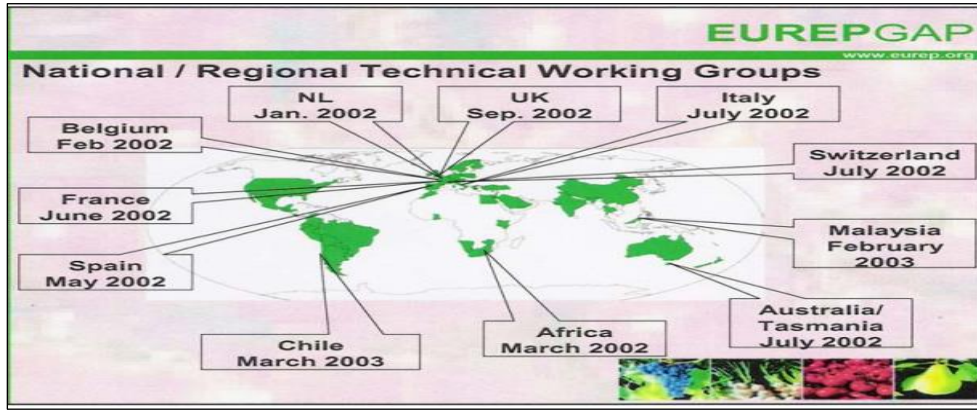 EUREPGAP
www.eurep.org
National / Regional Technical Working Groups
NL
Jan. 2002
UK
Sep. 2002
Italy
July 2002
Belgium
Feb 2002
Switzerland
July 2002
France
June 2002
Malaysia
February
2003
Spain
May 2002
Australia/
Tasmania
July 2002
Chile
March 2003
Africa
March 2002